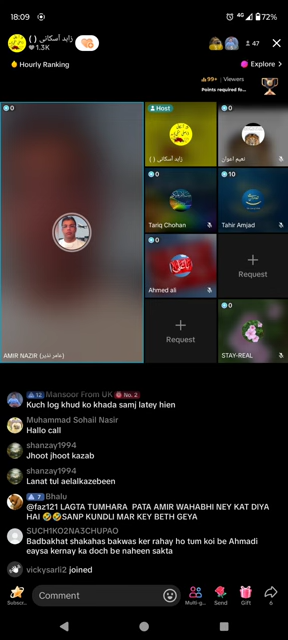 18:09
4G 72%
زاہد آسکانی ( )
1.3K
47
Hourly Ranking
Explore >
99+ Viewers
Points required fo...
0
Host
0
زاہد آسکانی ( )
نعیم اعوان
0
10
Tariq Chohan
Tahir Amjad
0
Ahmed ali
+
Request
+
Request
0
AMIR NAZIR (عامر نذیر)
STAY-REAL
12 Mansoor From UK No. 2
Kuch log khud ko khada samj latey hien
Muhammad Sohail Nasir
Hallo call
shanzay1994
Jhoot jhoot kazab
shanzay1994
Lanat tul aelalkazebeen
7 Bhalu
@faz121 LAGTA TUMHARA PATA AMIR WAHABHI NEY KAT DIYA
HAI 🤣🤣SANP KUNDLI MAR KEY BETH GEYA
SUCH1KO2NA3CHUPAO
Badbakhat shakahas bakwas ker rahay ho tum koi be Ahmadi
eaysa kernay ka doch be naheen sakta
vickysarli2 joined
Comment
Subscr... Multi-g... Send Gift 6